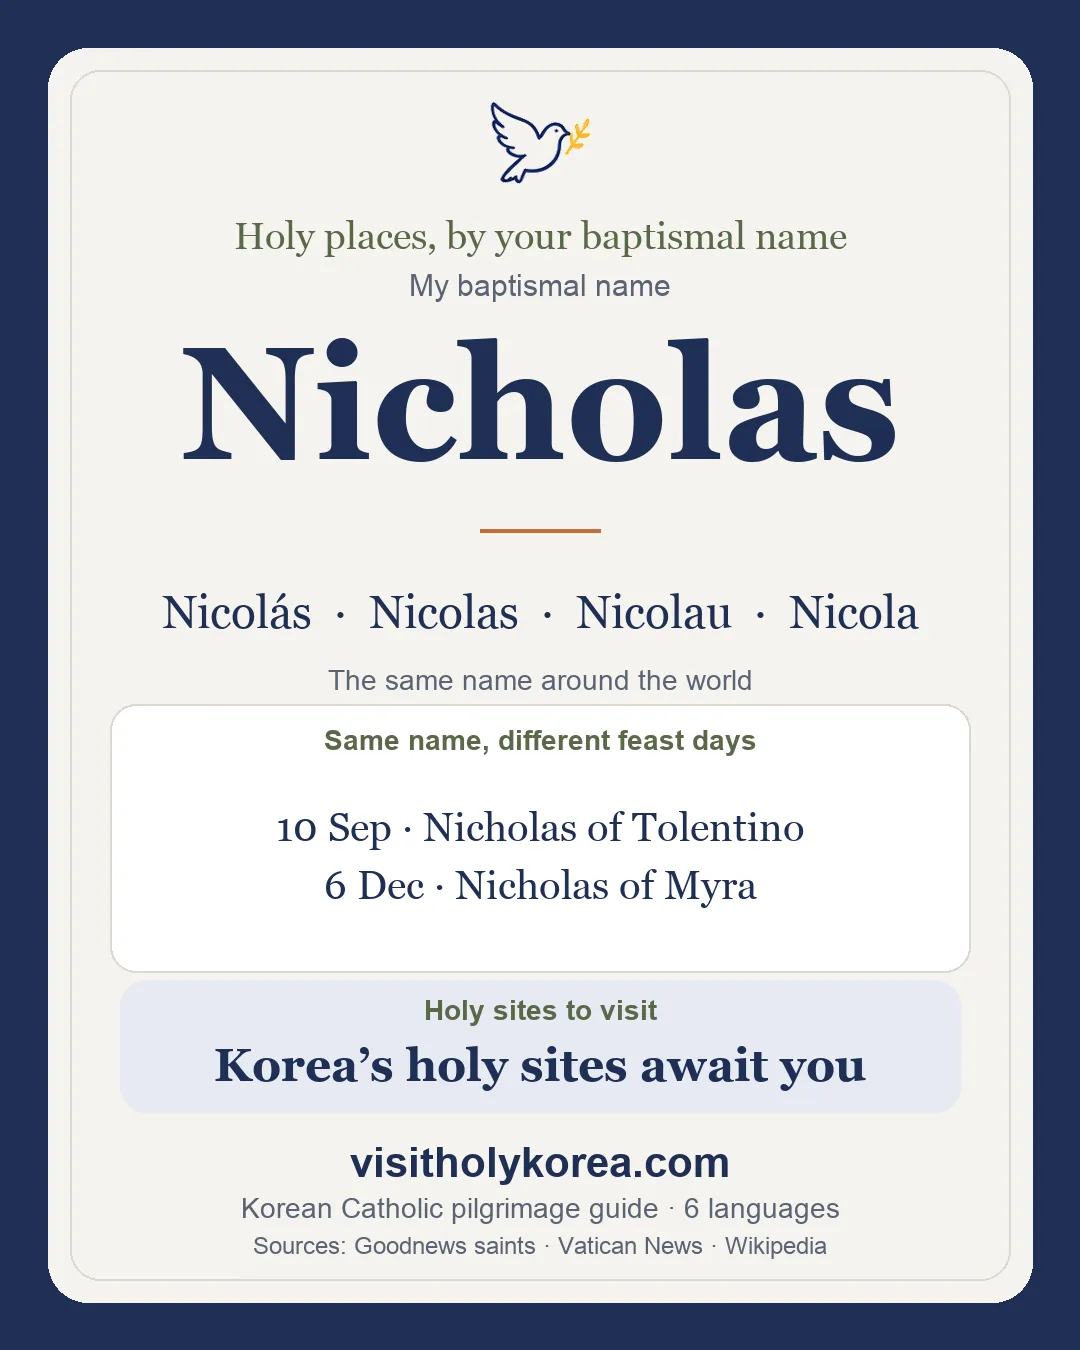 Holy places, by your baptismal name
My baptismal name
Nicholas
Nicolás · Nicolas · Nicolau · Nicola
The same name around the world
Same name, different feast days
10 Sep · Nicholas of Tolentino
6 Dec · Nicholas of Myra
Holy sites to visit
Korea’s holy sites await you
visitholykorea.com
Korean Catholic pilgrimage guide · 6 languages
Sources: Goodnews saints · Vatican News · Wikipedia